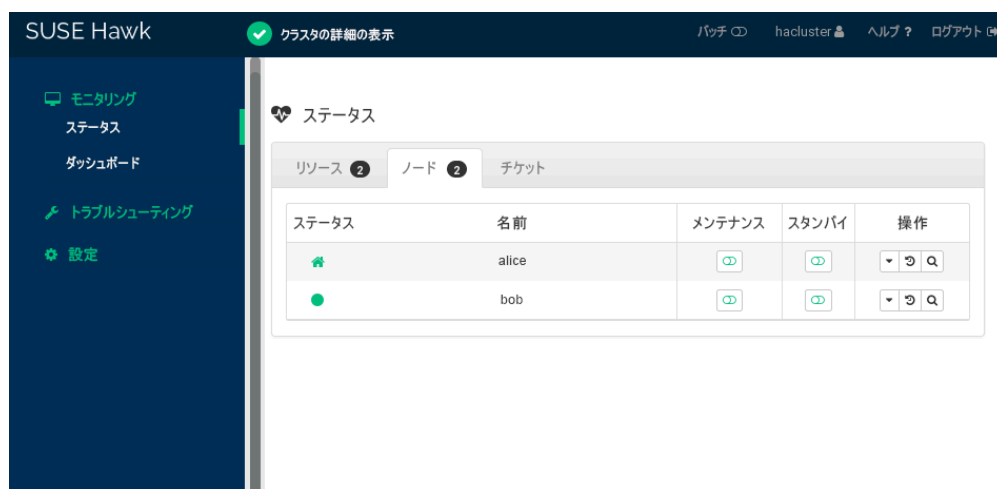 SUSE Hawk
クラスタの詳細の表示
バッチ
hacluster
ヘルプ ?
ログアウト
モニタリング
ステータス
ダッシュボード
トラブルシューティング
設定
ステータス
リソース 2 ノード 2 チケット
ステータス 名前 メンテナンス スタンバイ 操作
alice
bob